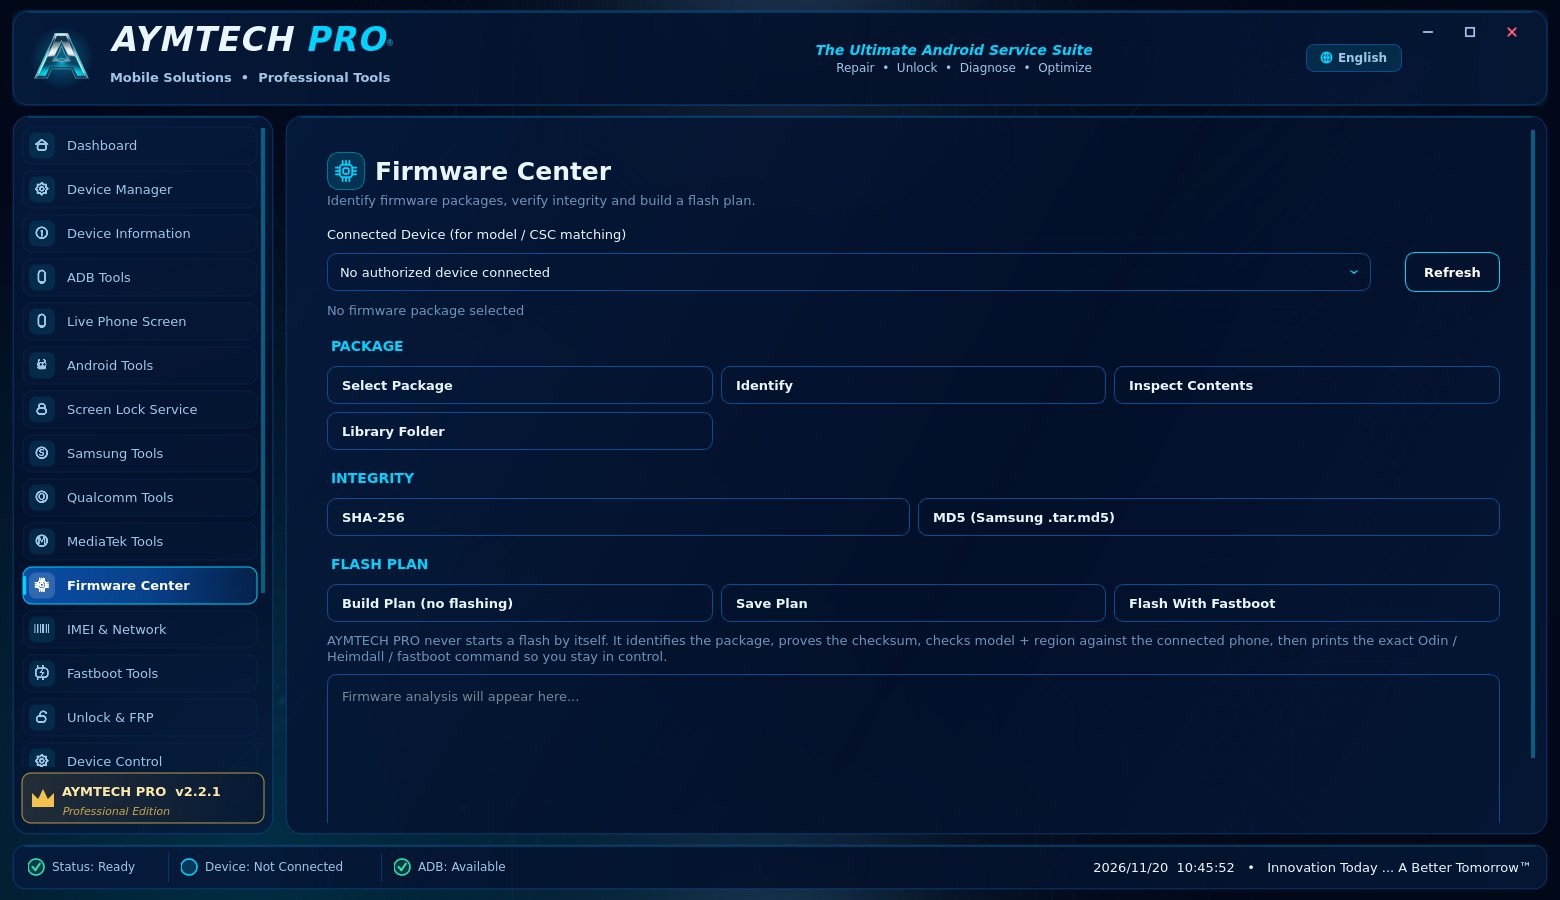 AYMTECH PRO®
Mobile Solutions • Professional Tools
The Ultimate Android Service Suite
Repair • Unlock • Diagnose • Optimize
English
Dashboard
Device Manager
Device Information
ADB Tools
Live Phone Screen
Android Tools
Screen Lock Service
Samsung Tools
Qualcomm Tools
MediaTek Tools
Firmware Center
IMEI & Network
Fastboot Tools
Unlock & FRP
Device Control
AYMTECH PRO v2.2.1
Professional Edition
Firmware Center
Identify firmware packages, verify integrity and build a flash plan.
Connected Device (for model / CSC matching)
No authorized device connected
Refresh
No firmware package selected
PACKAGE
Select Package
Identify
Inspect Contents
Library Folder
INTEGRITY
SHA-256
MD5 (Samsung .tar.md5)
FLASH PLAN
Build Plan (no flashing)
Save Plan
Flash With Fastboot
AYMTECH PRO never starts a flash by itself. It identifies the package, proves the checksum, checks model + region against the connected phone, then prints the exact Odin /
Heimdall / fastboot command so you stay in control.
Firmware analysis will appear here...
Status: Ready
Device: Not Connected
ADB: Available
2026/11/20 10:45:52 • Innovation Today ... A Better Tomorrow™